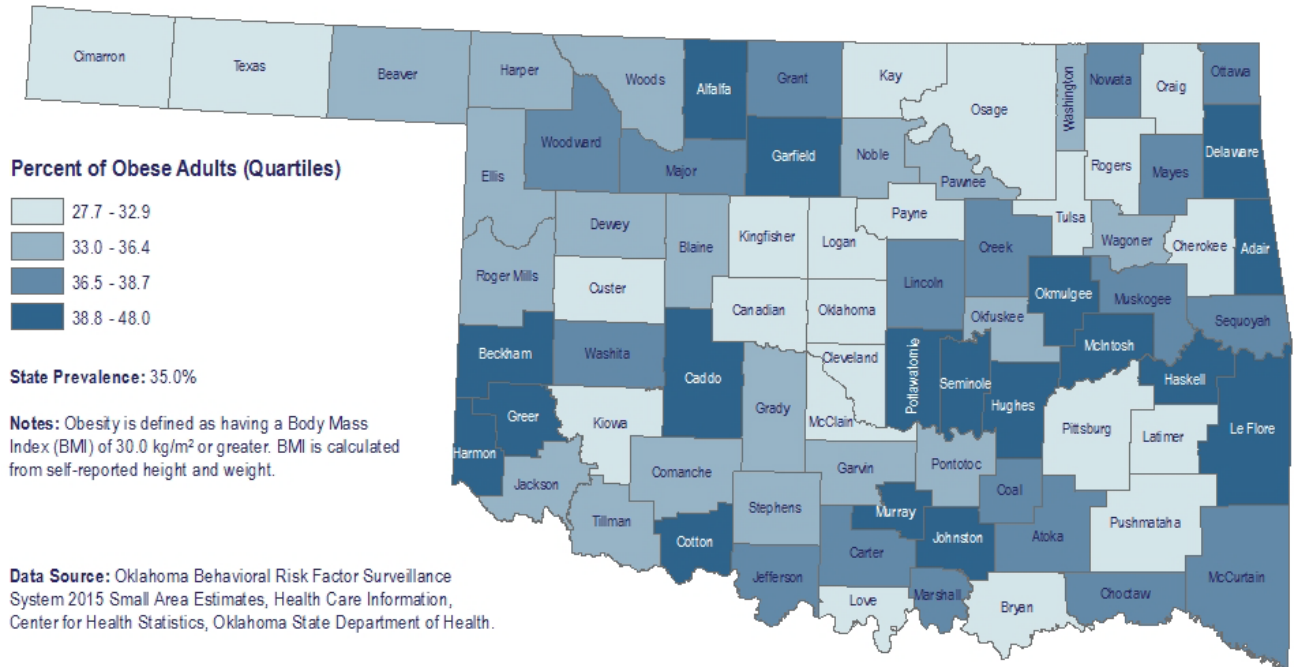 Cimarron
Texas
Beaver
Harper
Woods
Alfalfa
Grant
Kay
Osage
Washington
Nowata
Craig
Ottawa
Woodward
Major
Garfield
Noble
Pawnee
Rogers
Mayes
Delaware
Percent of Obese Adults (Quartiles)
27.7 - 32.9
33.0 - 36.4
36.5 - 38.7
38.8 - 48.0
Ellis
Dewey
Blaine
Kingfisher
Logan
Payne
Creek
Tulsa
Wagoner
Cherokee
Adair
Roger Mills
Custer
Canadian
Oklahoma
Lincoln
Okfuskee
Okmulgee
Muskogee
Sequoyah
State Prevalence: 35.0%
Beckham
Washita
Caddo
Grady
Cleveland
McClain
Pottawatomie
Seminole
Hughes
McIntosh
Haskell
Le Flore
Notes: Obesity is defined as having a Body Mass
Index (BMI) of 30.0 kg/m² or greater. BMI is calculated
from self-reported height and weight.
Greer
Harmon
Kiowa
Jackson
Comanche
Tillman
Cotton
Stephens
Garvin
Pontotoc
Pittsburg
Latimer
Coal
Murray
Johnston
Atoka
Pushmataha
Carter
Jefferson
Love
Marshall
Bryan
Choctaw
McCurtain
Data Source: Oklahoma Behavioral Risk Factor Surveillance
System 2015 Small Area Estimates, Health Care Information,
Center for Health Statistics, Oklahoma State Department of Health.